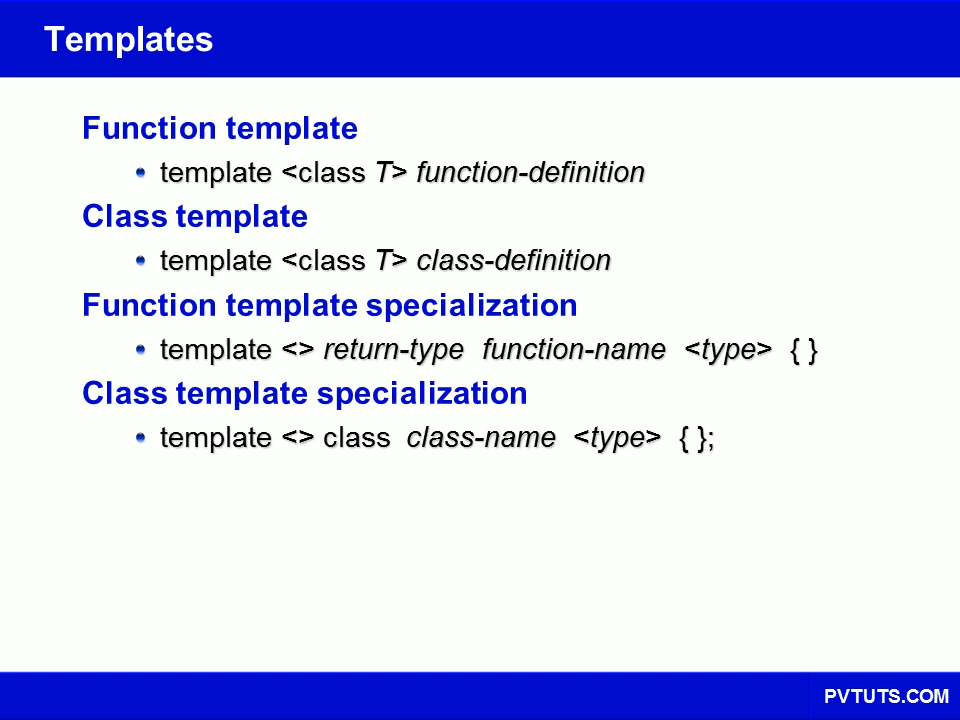 Templates
Function template
template <class T> function-definition
Class template
template <class T> class-definition
Function template specialization
template <> return-type function-name <type> { }
Class template specialization
template <> class class-name <type> { };
PVTUTS.COM